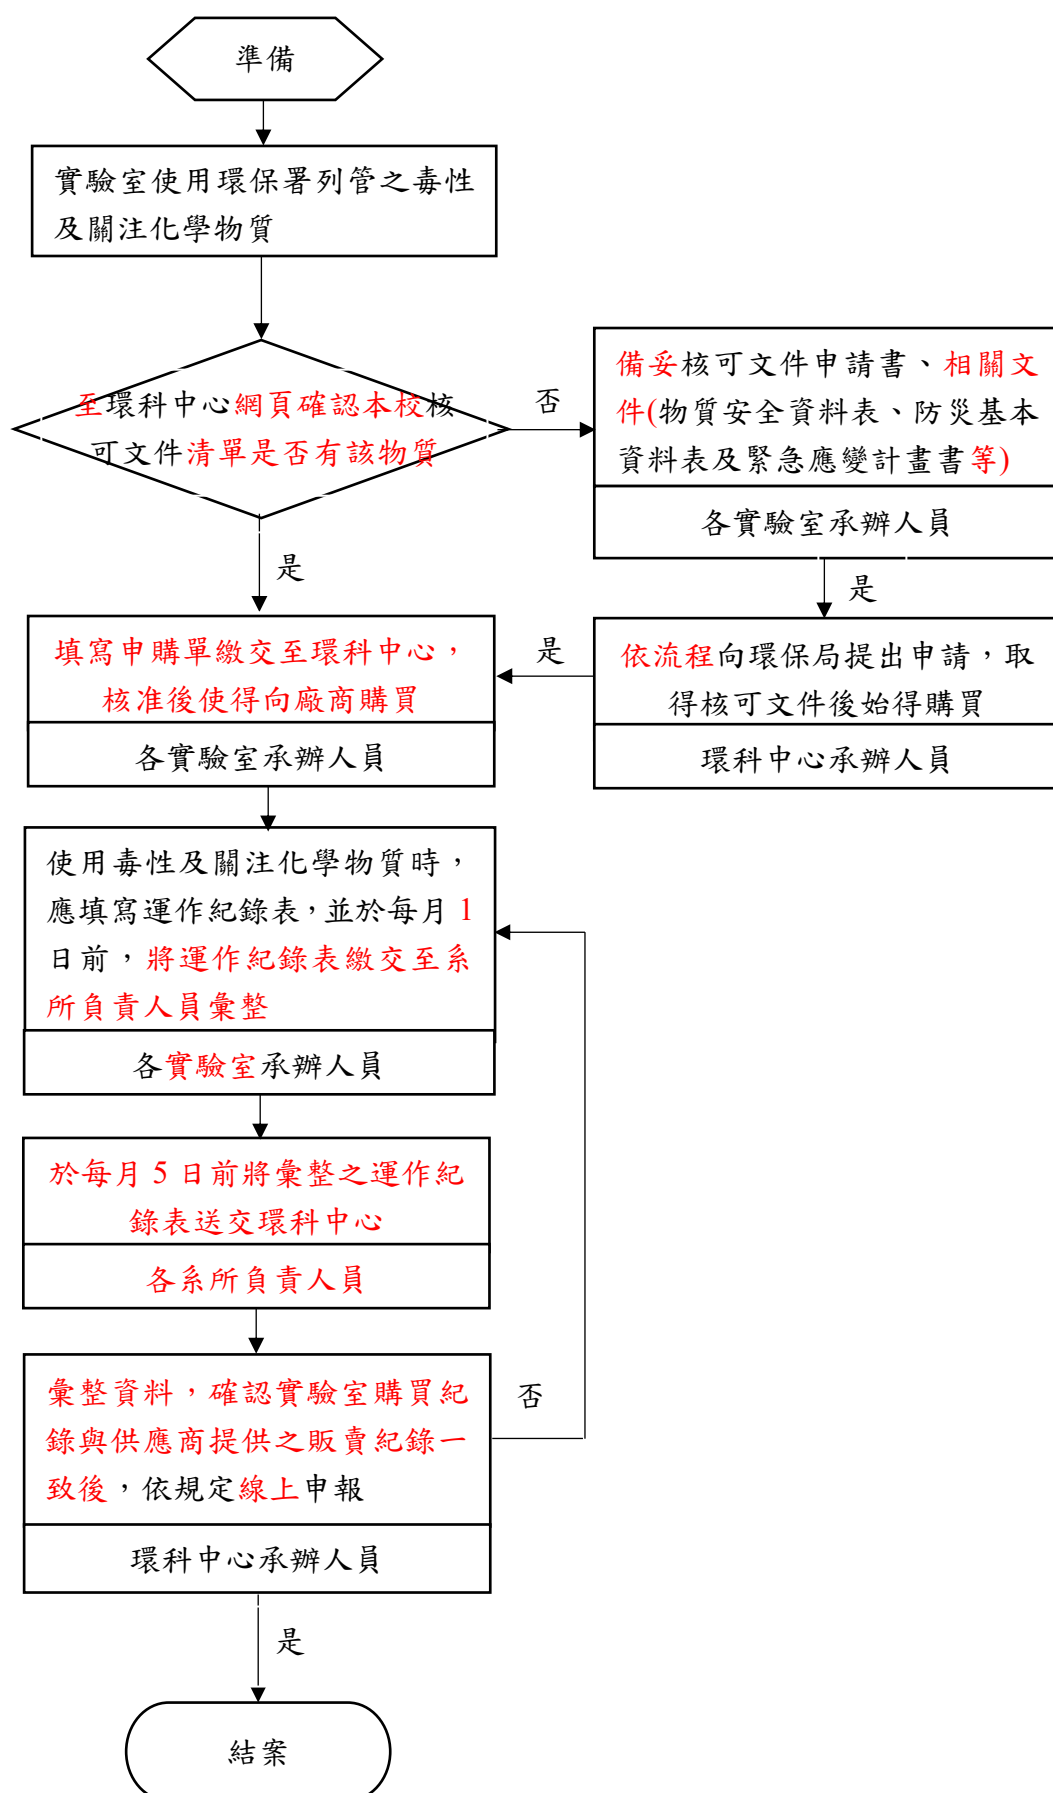 準備
實驗室使用環保署列管之毒性
及關注化學物質
至環科中心網頁確認本校核
可文件清單是否有該物質
否
備妥核可文件申請書、相關文
件(物質安全資料表、防災基本
資料表及緊急應變計畫書等)
各實驗室承辦人員
是
是
填寫申購單繳交至環科中心，
核准後使得向廠商購買
各實驗室承辦人員
是
依流程向環保局提出申請，取
得核可文件後始得購買
環科中心承辦人員
使用毒性及關注化學物質時，
應填寫運作紀錄表，並於每月 1
日前，將運作紀錄表繳交至系
所負責人員彙整
各實驗室承辦人員
於每月 5 日前將彙整之運作紀
錄表送交環科中心
各系所負責人員
彙整資料，確認實驗室購買紀
錄與供應商提供之販賣紀錄一
致後，依規定線上申報
環科中心承辦人員
否
是
結案